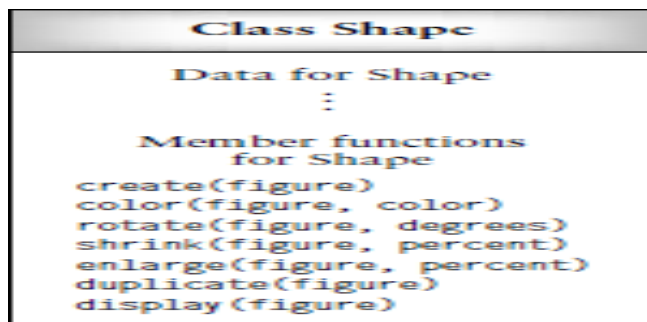 Class Shape
Data for Shape
⋮
Member functions
for Shape
create(figure)
color(figure, color)
rotate(figure, degrees)
shrink(figure, percent)
enlarge(figure, percent)
duplicate(figure)
display(figure)